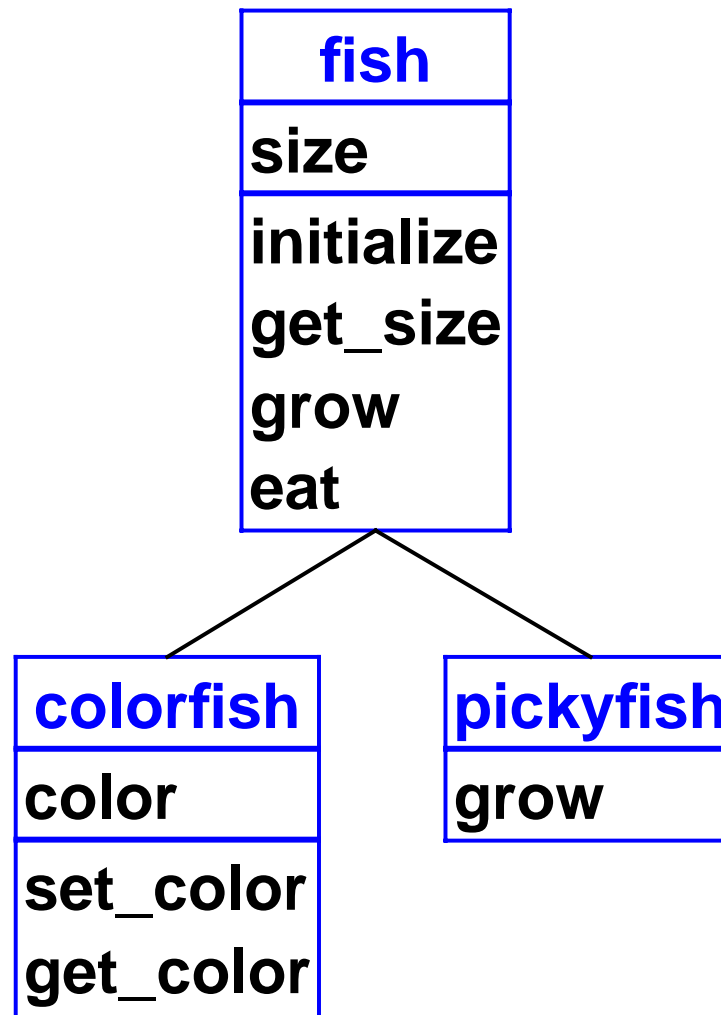 fish
size
initialize
get_size
grow
eat
colorfish
color
set_color
get_color
pickyfish
grow